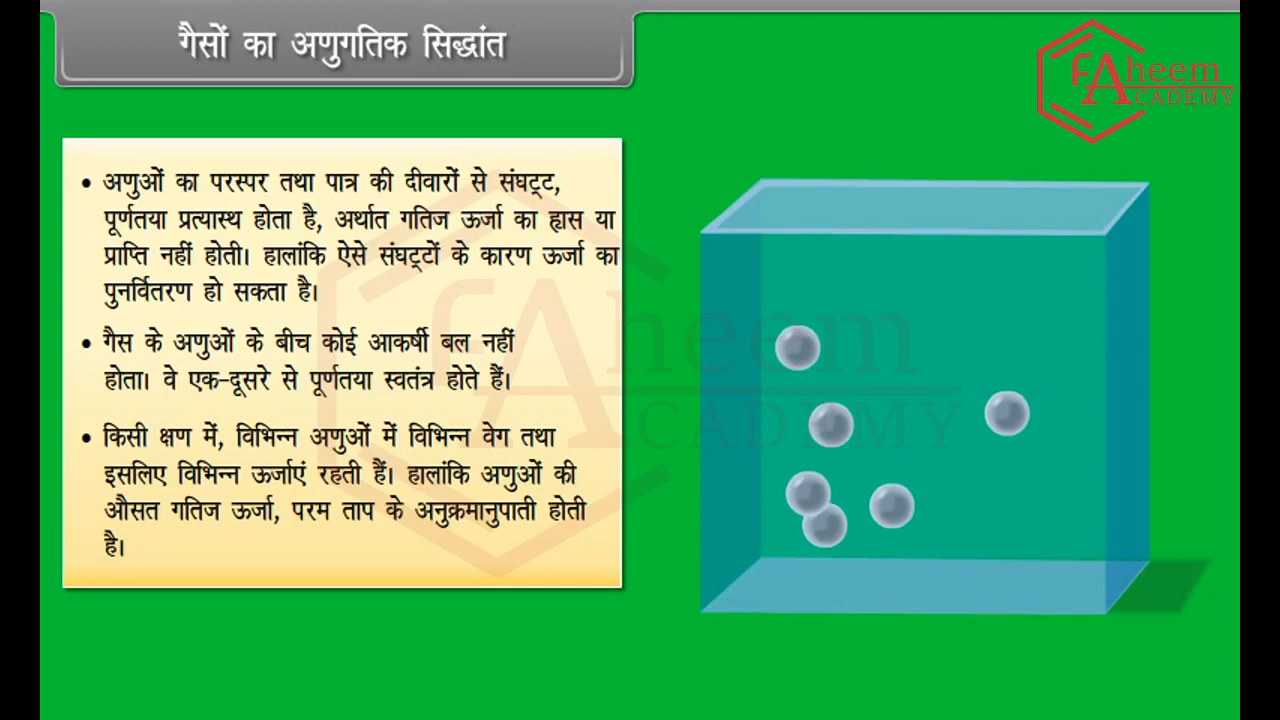 गैसों का अणुगतिक सिद्धांत
fAheem
ACADEMY
• अणुओं का परस्पर तथा पात्र की दीवारों से संघट्ट,
पूर्णतया प्रत्यास्थ होता है, अर्थात गतिज ऊर्जा का ह्रास या
प्राप्ति नहीं होती। हालांकि ऐसे संघट्टों के कारण ऊर्जा का
पुनर्वितरण हो सकता है।
• गैस के अणुओं के बीच कोई आकर्षी बल नहीं
होता। वे एक-दूसरे से पूर्णतया स्वतंत्र होते हैं।
• किसी क्षण में, विभिन्न अणुओं में विभिन्न वेग तथा
इसलिए विभिन्न ऊर्जाएं रहती हैं। हालांकि अणुओं की
औसत गतिज ऊर्जा, परम ताप के अनुक्रमानुपाती होती
है।
fAheem
ACADEMY